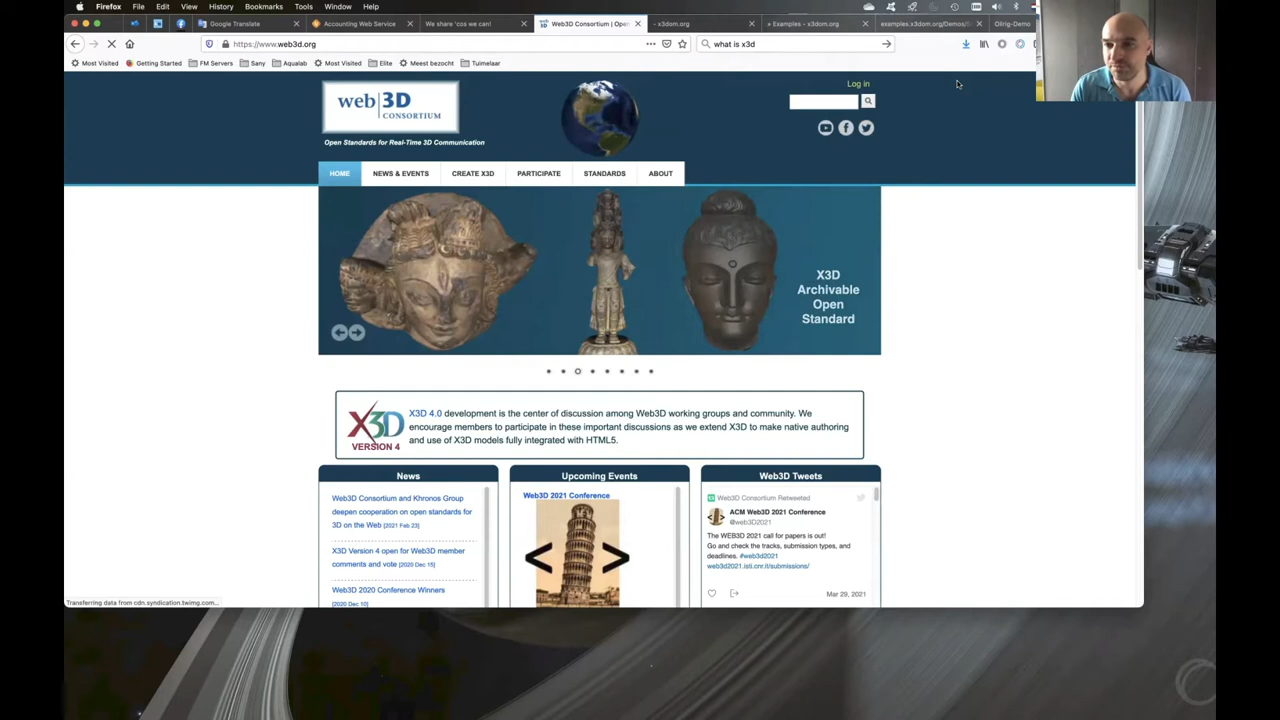 Firefox File Edit View History Bookmarks Tools Window Help
Google Translate
Accounting Web Service
We share 'cos we can!
Web3D Consortium | Open
x3dom.org
Examples - x3dom.org
examples.x3dom.org/Demos/
Oilrig-Demo
https://www.web3d.org
what is x3d
Most Visited
Getting Started
FM Servers
Sany
Aqualab
Most Visited
Elite
Meest bezocht
Tuimelaar
web 3D
CONSORTIUM
Open Standards for Real-Time 3D Communication
Log in
HOME
NEWS & EVENTS
CREATE X3D
PARTICIPATE
STANDARDS
ABOUT
X3D
Archivable
Open
Standard
X3D
VERSION 4
X3D 4.0 development is the center of discussion among Web3D working groups and community. We
encourage members to participate in these important discussions as we extend X3D to make native authoring
and use of X3D models fully integrated with HTML5.
News
Web3D Consortium and Khronos Group
deepen cooperation on open standards for
3D on the Web [2021 Feb 23]
X3D Version 4 open for Web3D member
comments and vote [2020 Dec 15]
Web3D 2020 Conference Winners
[2020 Dec 10]
Upcoming Events
Web3D 2021 Conference
Web3D Tweets
Web3D Consortium Retweeted
ACM Web3D 2021 Conference
@web3d2021
The WEB3D 2021 call for papers is out!
Go and check the tracks, submission types, and
deadlines. #web3d2021
web3d2021.isti.cnr.it/submissions/
Mar 29, 2021
Transferring data from cdn.syndication.twimg.com...